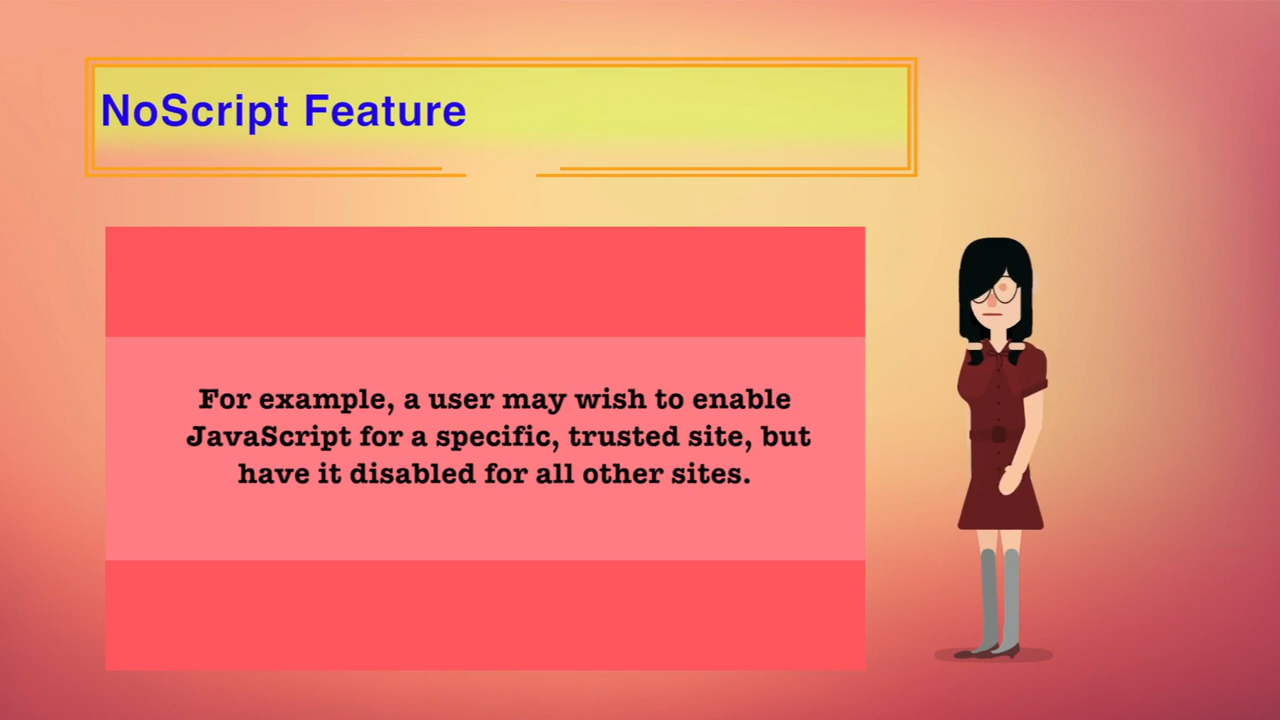 NoScript Feature
For example, a user may wish to enable
JavaScript for a specific, trusted site, but
have it disabled for all other sites.